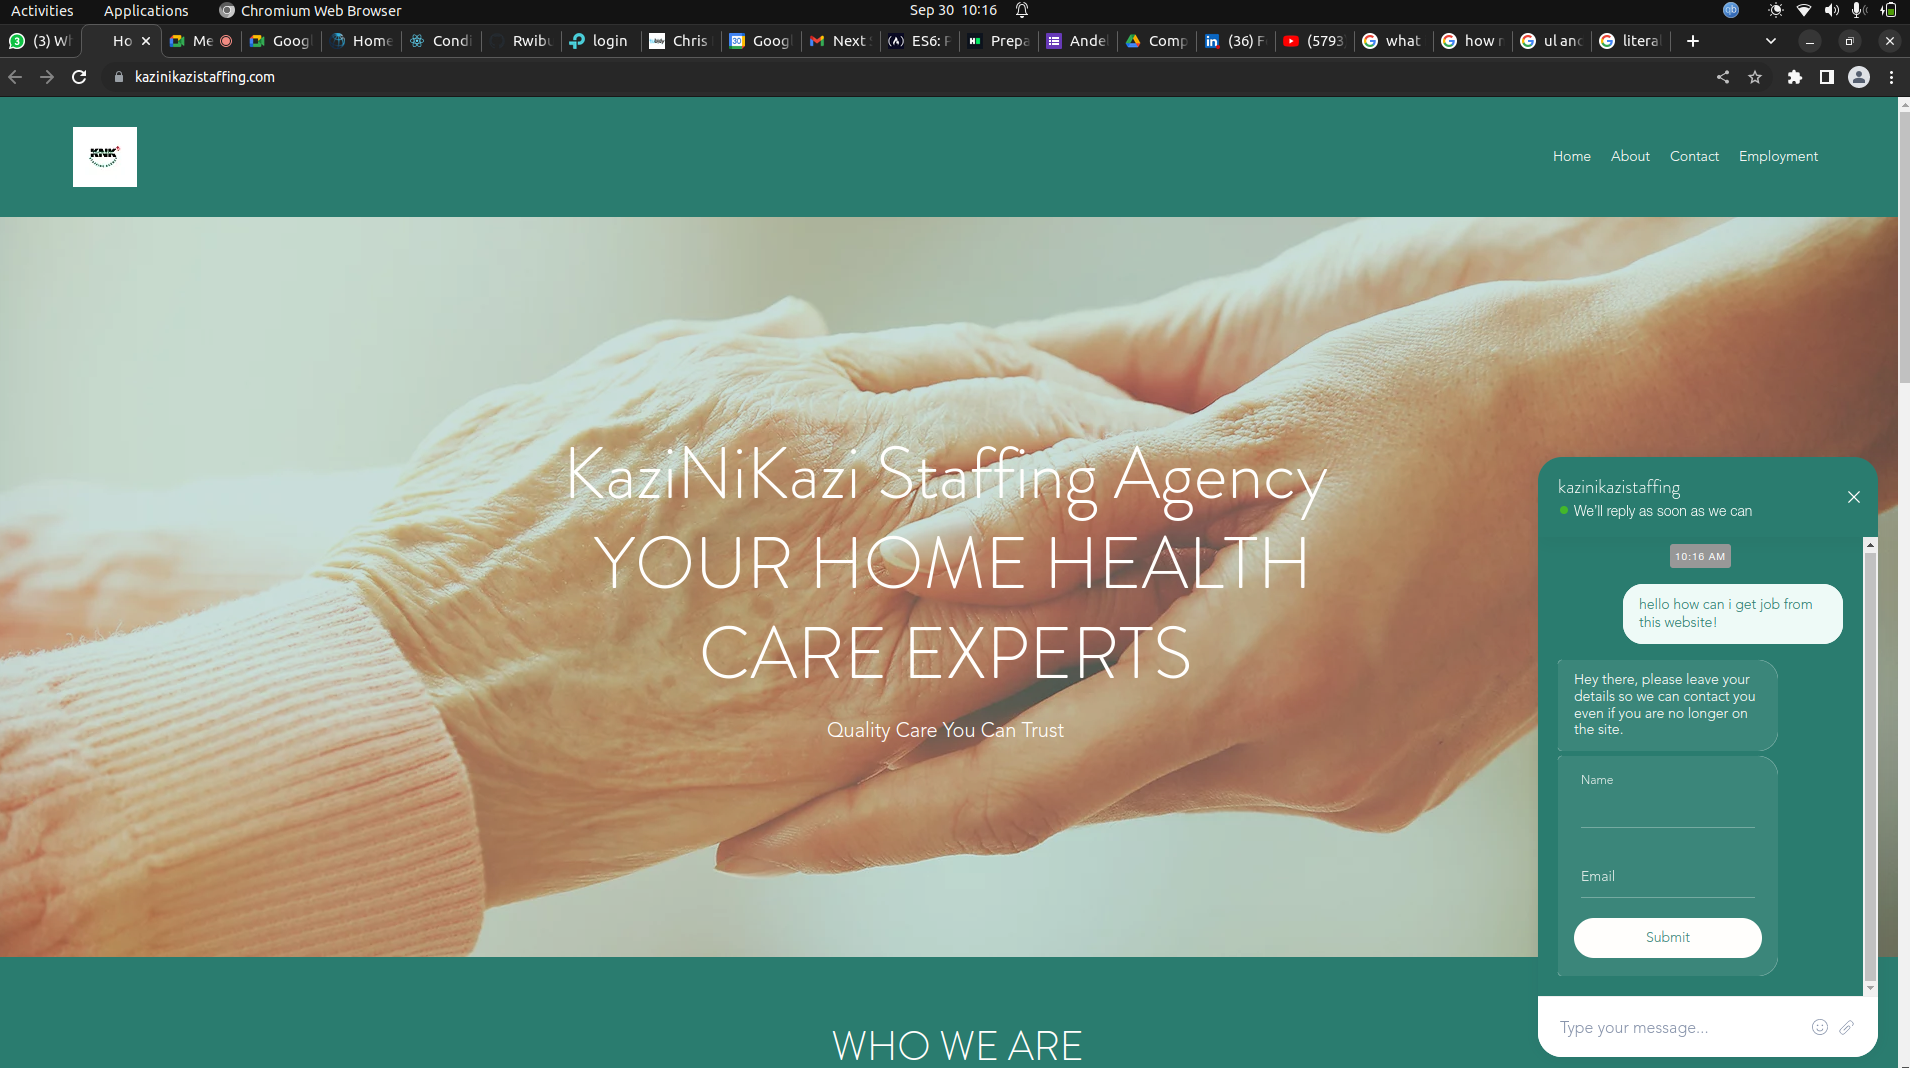 Activities
Applications
Chromium Web Browser
Sep 30 10:16
(3) Wh
Ho
Me
Googl
Home
Condi
Rwibu
login
Chris
Googl
Next
ES6: F
Prepa
Andel
Comp
(36) F
(5793
what
how n
ul and
litera
kazinikazistaffing.com
KNK
Home
About
Contact
Employment
KaziNiKazi Staffing Agency
YOUR HOME HEALTH
CARE EXPERTS
Quality Care You Can Trust
WHO WE ARE
kazinikazistaffing
We'll reply as soon as we can
10:16 AM
hello how can i get job from
this website!
Hey there, please leave your
details so we can contact you
even if you are no longer on
the site.
Name
Email
Submit
Type your message...